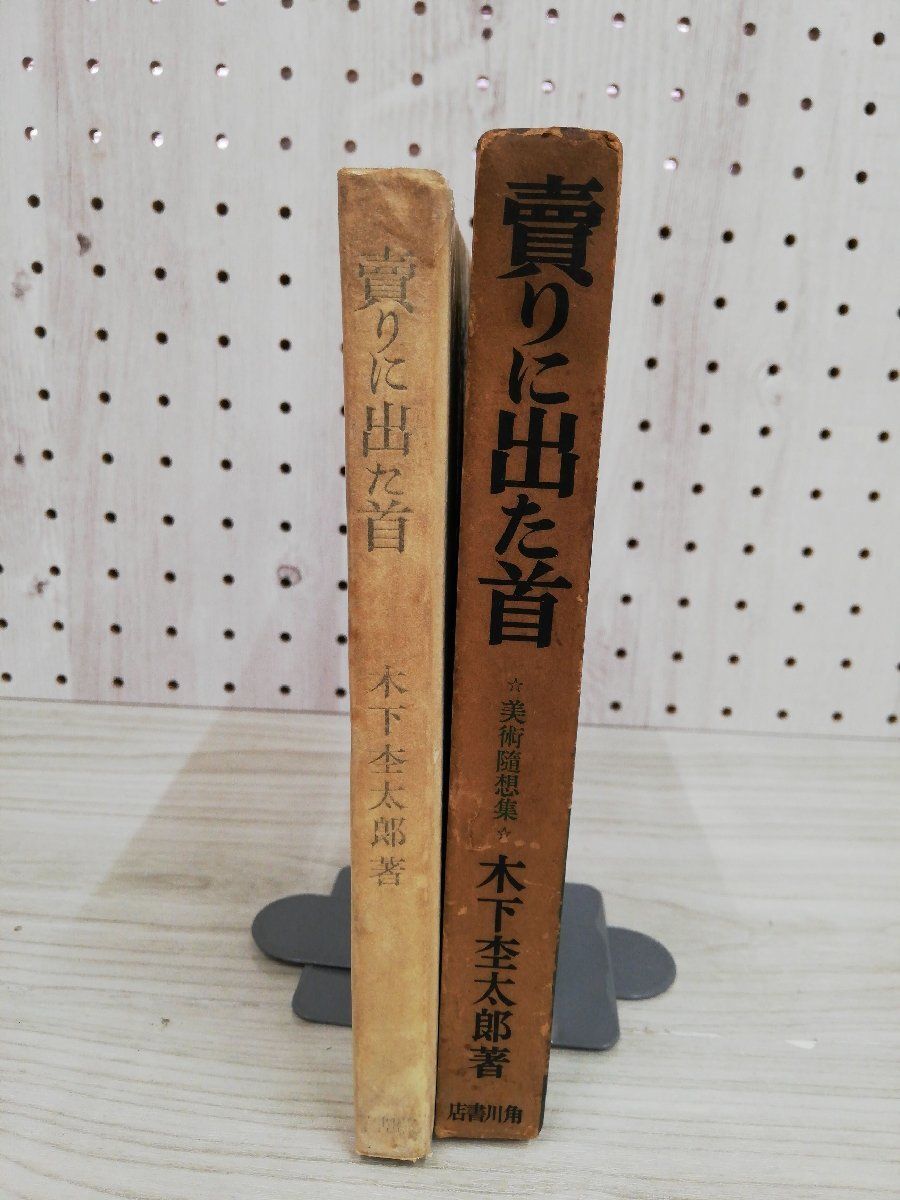 賣りに出た首
木下杢太郎著
賣りに出た首
☆美術隨想集☆
木下杢太郎著
店書川角